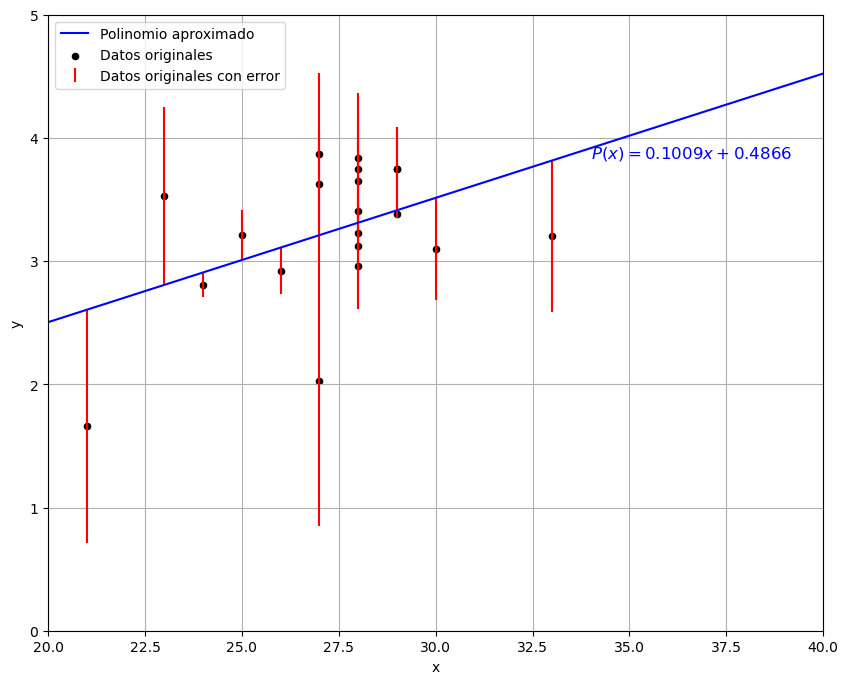 Polinomio aproximado
Datos originales
Datos originales con error
P(x) = 0.1009x + 0.4866
5
4
3
2
1
0
y
20.0 22.5 25.0 27.5 30.0 32.5 35.0 37.5 40.0
x